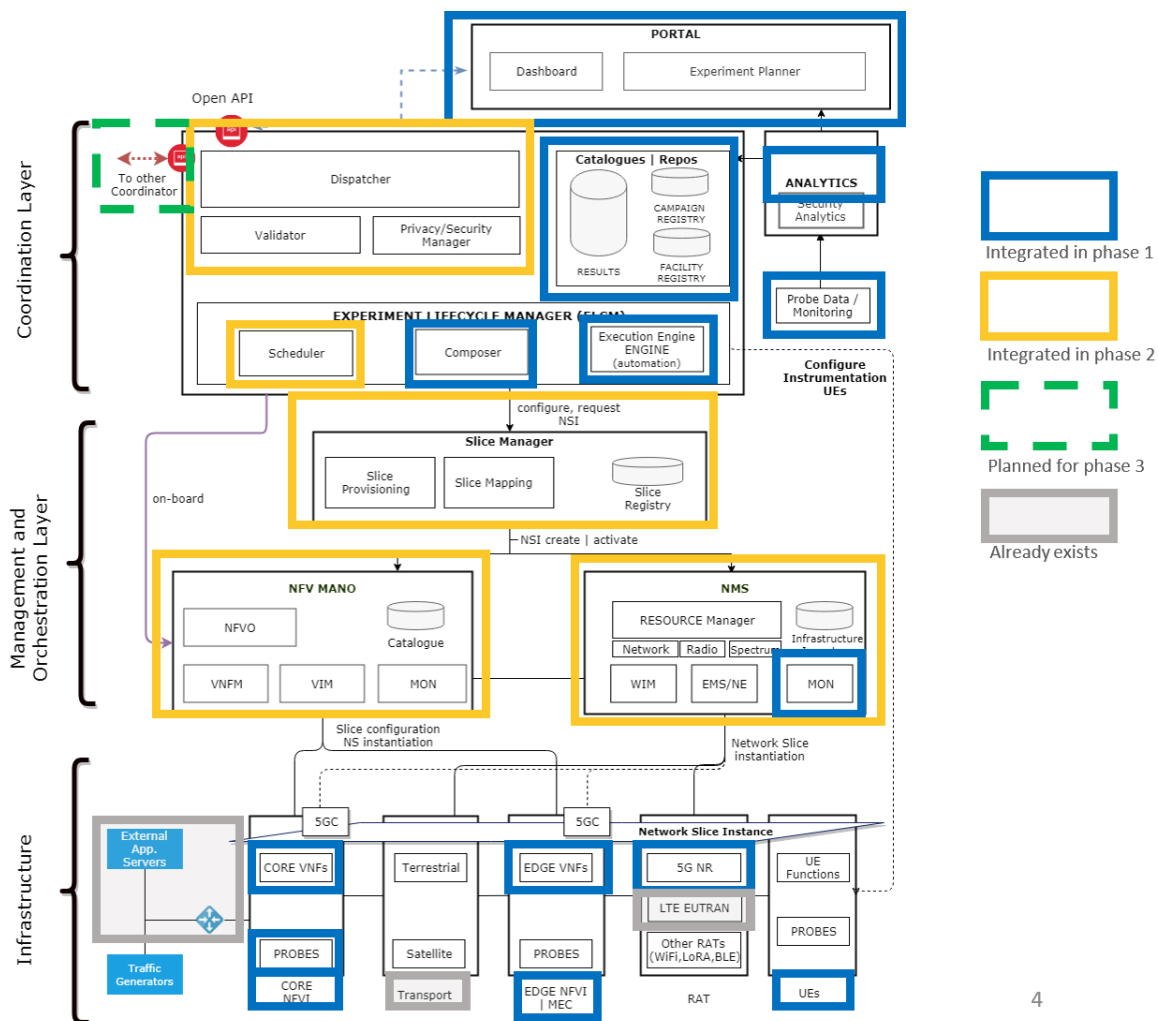 PORTAL
Dashboard
Experiment Planner
Open API
api
Coordination Layer
To other
Coordinator
Dispatcher
Validator
Privacy/Security
Manager
Catalogues | Repos
CAMPAIGN
REGISTRY
FACILITY
REGISTRY
RESULTS
ANALYTICS
Security
Analytics
Probe Data /
Monitoring
EXPERIMENT LIFECYCLE MANAGER (ELCM)
Scheduler
Composer
Execution Engine
ENGINE
(automation)
Configure
Instrumentation
UEs
Integrated in phase 1
Integrated in phase 2
Planned for phase 3
Already exists
Management and
Orchestration Layer
on-board
configure, request
NSI
Slice Manager
Slice
Provisioning
Slice Mapping
Slice
Registry
NSI create | activate
NFV MANO
NFVO
Catalogue
VNFM
VIM
MON
NMS
RESOURCE Manager
Network
Radio
Spectrum
Infrastructure
WIM
EMS/NE
MON
Slice configuration
NS instantiation
Network Slice
instantiation
Infrastructure
5GC
5GC
Network Slice Instance
External
App.
Servers
Traffic
Generators
CORE VNFs
PROBES
CORE
NFVI
Terrestrial
Satellite
Transport
EDGE VNFs
PROBES
EDGE NFVI
| MEC
5G NR
LTE EUTRAN
Other RATs
(WiFi,LoRA,BLE)
RAT
UE
Functions
PROBES
UEs
4